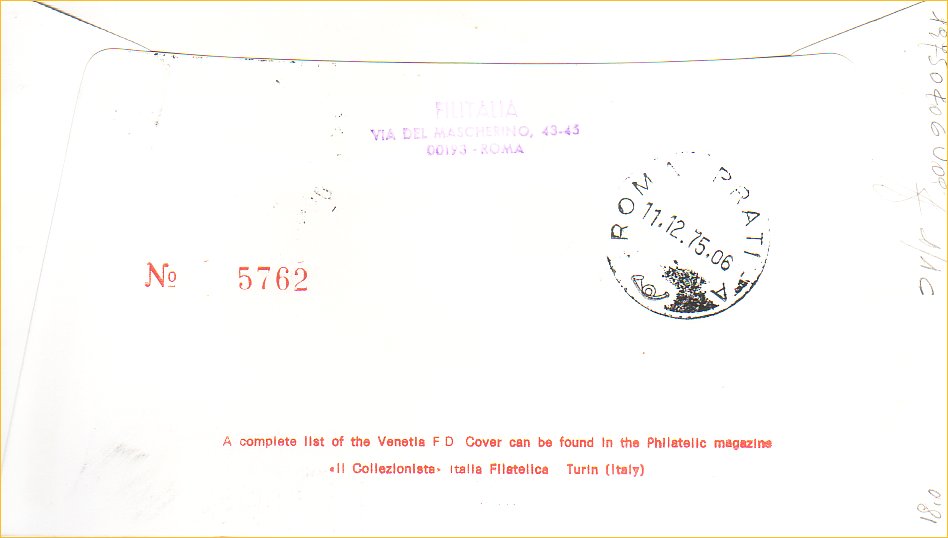 FILITALIA
VIA DEL MASCHERINO, 43-45
00193 - ROMA
ROMA PRATI - A
11.12.75.06
№ 5762
A complete list of the Venetia F D Cover can be found in the Philatelic magazine
«Il Collezionista- Italia Filatelica Turin (Italy)